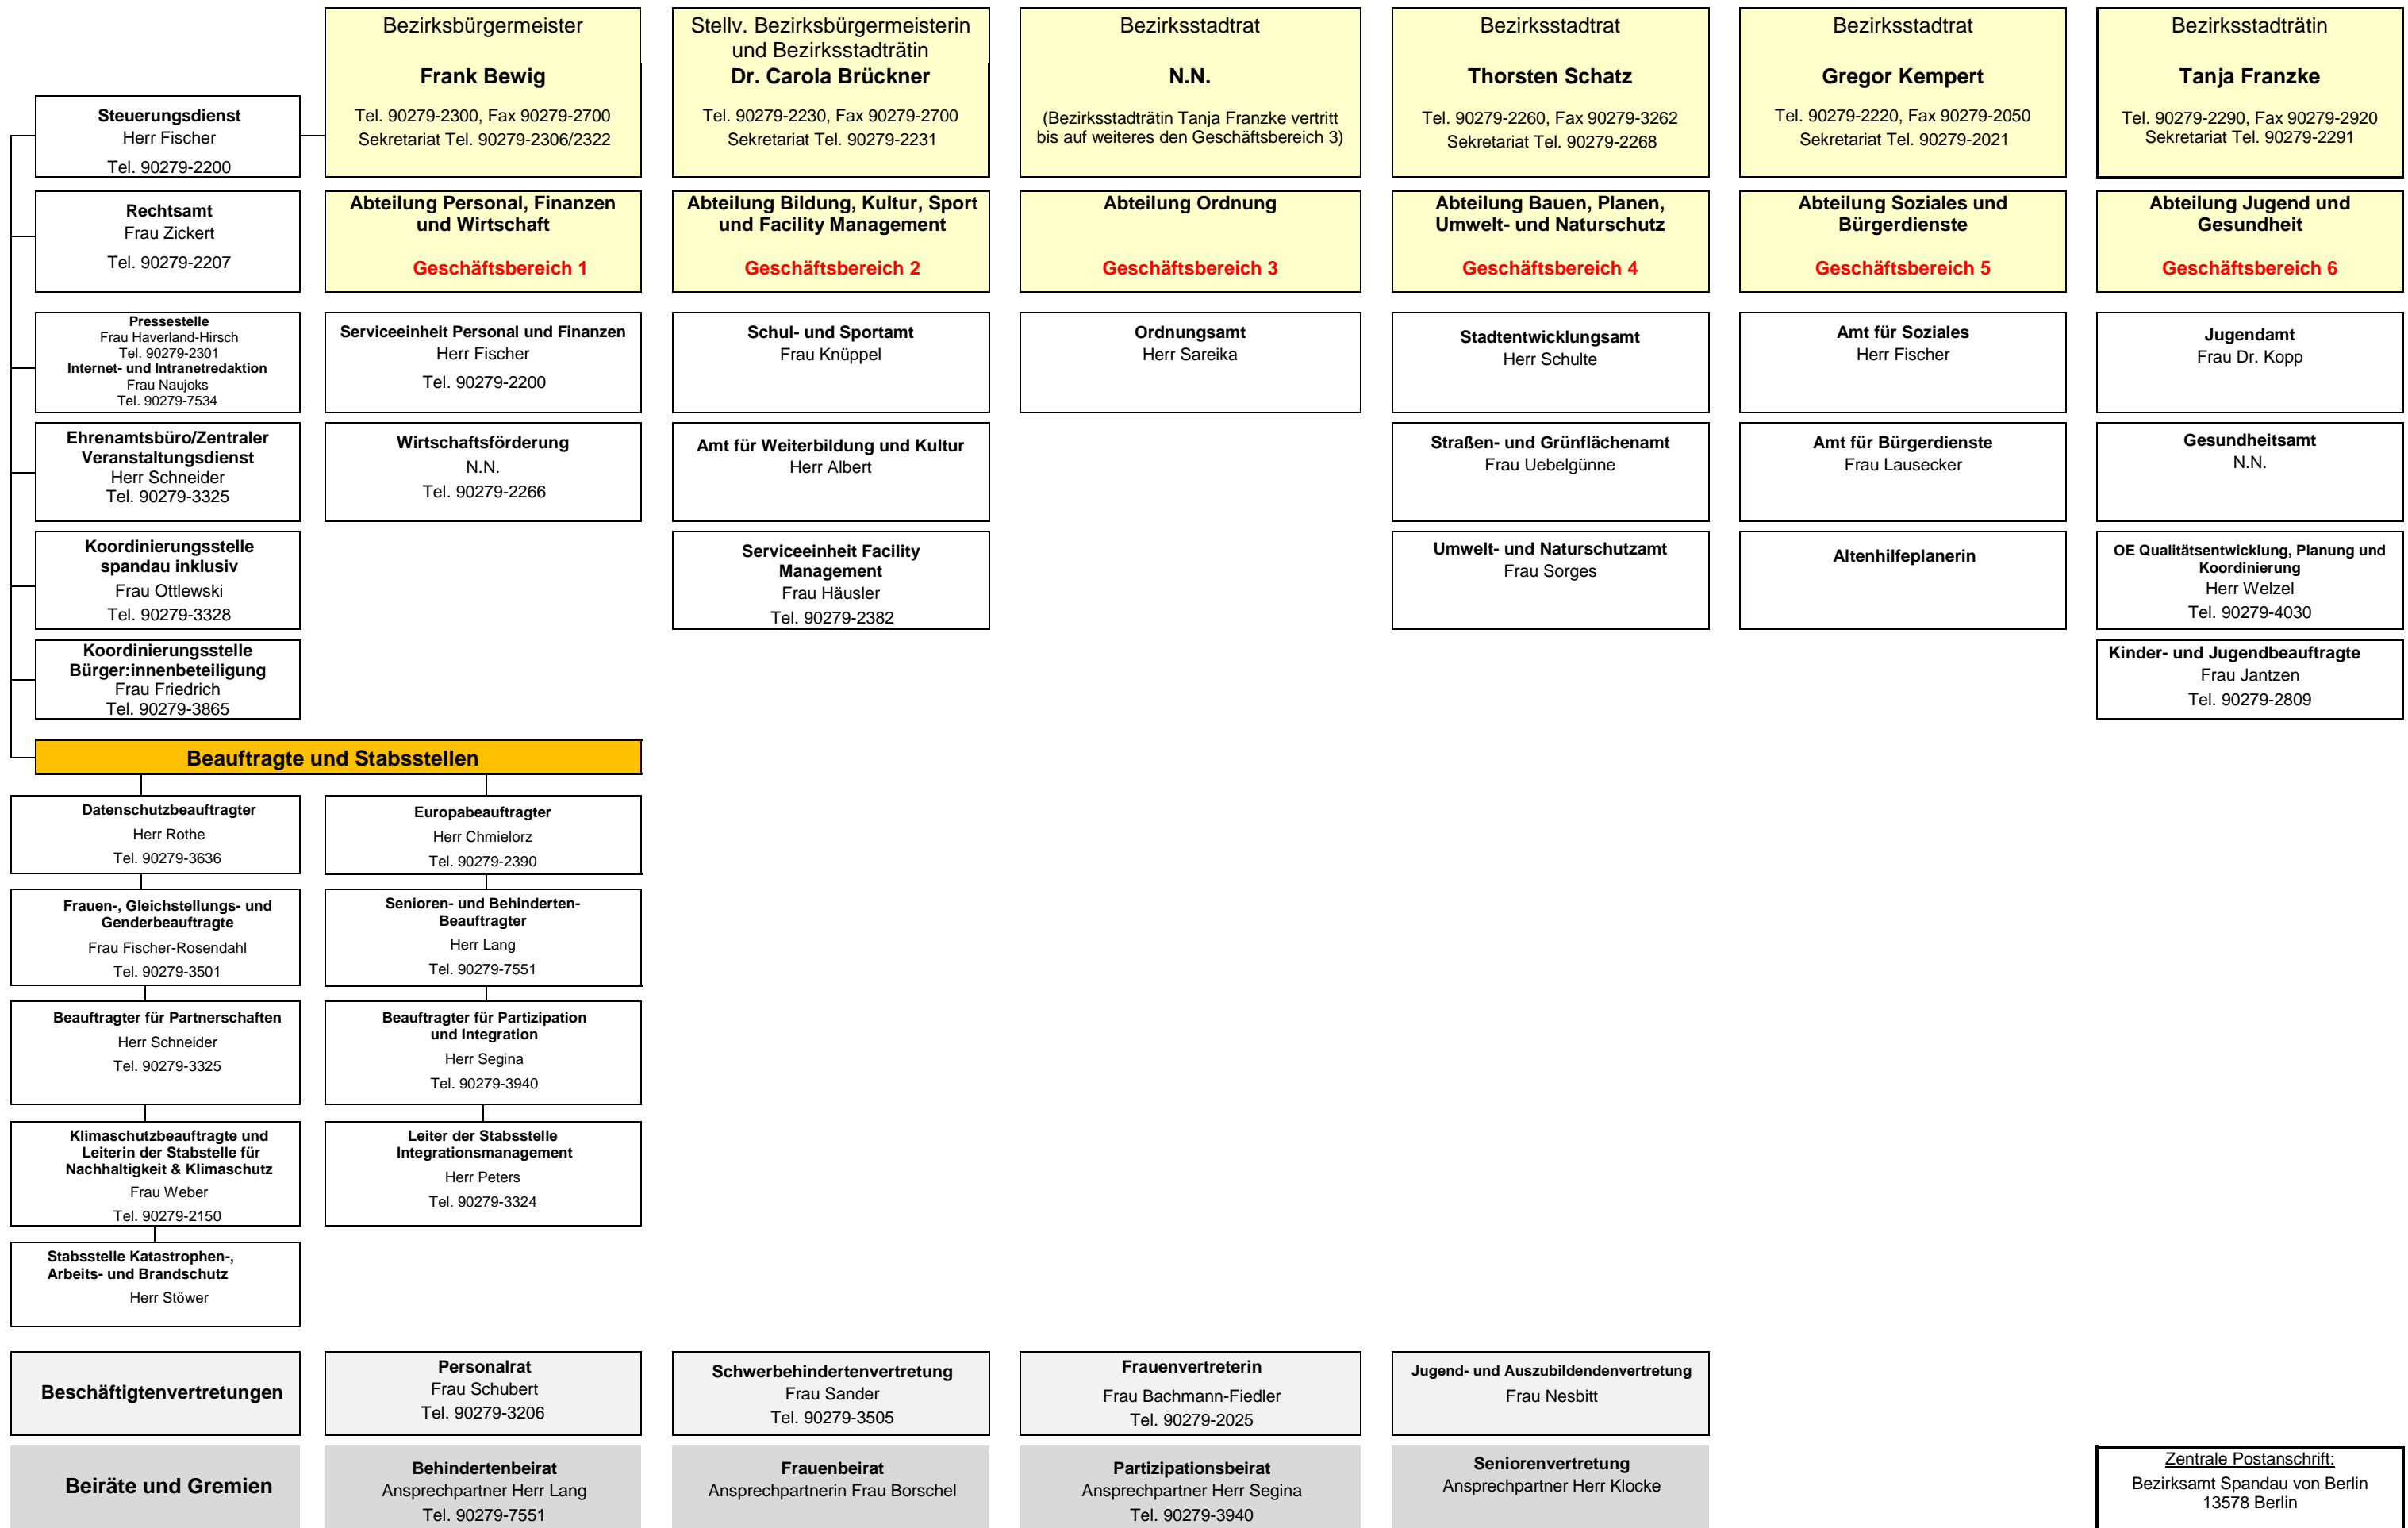 Bezirksbürgermeister
Frank Bewig
Tel. 90279-2300, Fax 90279-2700
Sekretariat Tel. 90279-2306/2322
Stellv. Bezirksbürgermeisterin
und Bezirksstadträtin
Dr. Carola Brückner
Tel. 90279-2230, Fax 90279-2700
Sekretariat Tel. 90279-2231
Bezirksstadtrat
N.N.
(Bezirksstadträtin Tanja Franzke vertritt
bis auf weiteres den Geschäftsbereich 3)
Bezirksstadtrat
Thorsten Schatz
Tel. 90279-2260, Fax 90279-3262
Sekretariat Tel. 90279-2268
Bezirksstadtrat
Gregor Kempert
Tel. 90279-2220, Fax 90279-2050
Sekretariat Tel. 90279-2021
Bezirksstadträtin
Tanja Franzke
Tel. 90279-2290, Fax 90279-2920
Sekretariat Tel. 90279-2291
Steuerungsdienst
Herr Fischer
Tel. 90279-2200
Rechtsamt
Frau Zickert
Tel. 90279-2207
Abteilung Personal, Finanzen
und Wirtschaft
Geschäftsbereich 1
Abteilung Bildung, Kultur, Sport
und Facility Management
Geschäftsbereich 2
Abteilung Ordnung
Geschäftsbereich 3
Abteilung Bauen, Planen,
Umwelt- und Naturschutz
Geschäftsbereich 4
Abteilung Soziales und
Bürgerdienste
Geschäftsbereich 5
Abteilung Jugend und
Gesundheit
Geschäftsbereich 6
Pressestelle
Frau Haverland-Hirsch
Tel. 90279-2301
Internet- und Intranetredaktion
Frau Naujoks
Tel. 90279-7534
Serviceeinheit Personal und Finanzen
Herr Fischer
Tel. 90279-2200
Schul- und Sportamt
Frau Knüppel
Ordnungsamt
Herr Sareika
Stadtentwicklungsamt
Herr Schulte
Amt für Soziales
Herr Fischer
Jugendamt
Frau Dr. Kopp
Ehrenamtsbüro/Zentraler
Veranstaltungsdienst
Herr Schneider
Tel. 90279-3325
Wirtschaftsförderung
N.N.
Tel. 90279-2266
Amt für Weiterbildung und Kultur
Herr Albert
Straßen- und Grünflächenamt
Frau Uebelgünne
Amt für Bürgerdienste
Frau Lausecker
Gesundheitsamt
N.N.
Koordinierungsstelle
spandau inklusiv
Frau Ottlewski
Tel. 90279-3328
Serviceeinheit Facility
Management
Frau Häusler
Tel. 90279-2382
Umwelt- und Naturschutzamt
Frau Sorges
Altenhilfeplanerin
OE Qualitätsentwicklung, Planung und
Koordinierung
Herr Welzel
Tel. 90279-4030
Koordinierungsstelle
Bürger:innenbeteiligung
Frau Friedrich
Tel. 90279-3865
Kinder- und Jugendbeauftragte
Frau Jantzen
Tel. 90279-2809
Beauftragte und Stabsstellen
Datenschutzbeauftragter
Herr Rothe
Tel. 90279-3636
Europabeauftragter
Herr Chmielorz
Tel. 90279-2390
Frauen-, Gleichstellungs- und
Genderbeauftragte
Frau Fischer-Rosendahl
Tel. 90279-3501
Senioren- und Behinderten-
Beauftragter
Herr Lang
Tel. 90279-7551
Beauftragter für Partnerschaften
Herr Schneider
Tel. 90279-3325
Beauftragter für Partizipation
und Integration
Herr Segina
Tel. 90279-3940
Klimaschutzbeauftragte und
Leiterin der Stabstelle für
Nachhaltigkeit & Klimaschutz
Frau Weber
Tel. 90279-2150
Leiter der Stabsstelle
Integrationsmanagement
Herr Peters
Tel. 90279-3324
Stabsstelle Katastrophen-,
Arbeits- und Brandschutz
Herr Stöwer
Beschäftigtenvertretungen
Personalrat
Frau Schubert
Tel. 90279-3206
Schwerbehindertenvertretung
Frau Sander
Tel. 90279-3505
Frauenvertreterin
Frau Bachmann-Fiedler
Tel. 90279-2025
Jugend- und Auszubildendenvertretung
Frau Nesbitt
Beiräte und Gremien
Behindertenbeirat
Ansprechpartner Herr Lang
Tel. 90279-7551
Frauenbeirat
Ansprechpartnerin Frau Borschel
Partizipationsbeirat
Ansprechpartner Herr Segina
Tel. 90279-3940
Seniorenvertretung
Ansprechpartner Herr Klocke
Zentrale Postanschrift:
Bezirksamt Spandau von Berlin
13578 Berlin